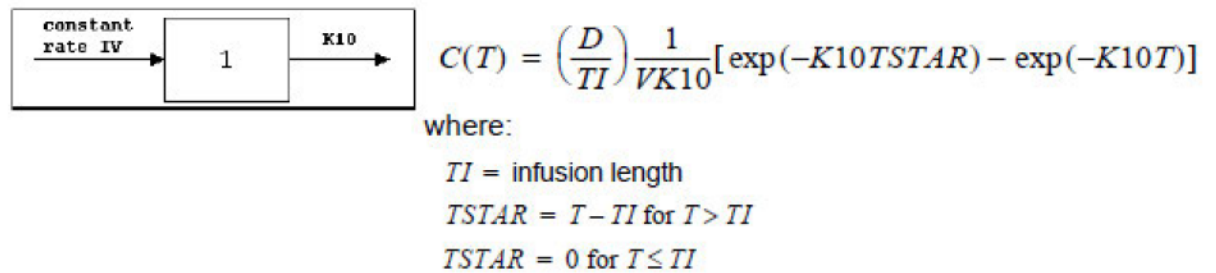 constant
rate IV
1
K10
C(T) = (D/TI) 1/VK10 [exp(−K10TSTAR) − exp(−K10T)]
where:
TI = infusion length
TSTAR = T − TI for T > TI
TSTAR = 0 for T ≤ TI